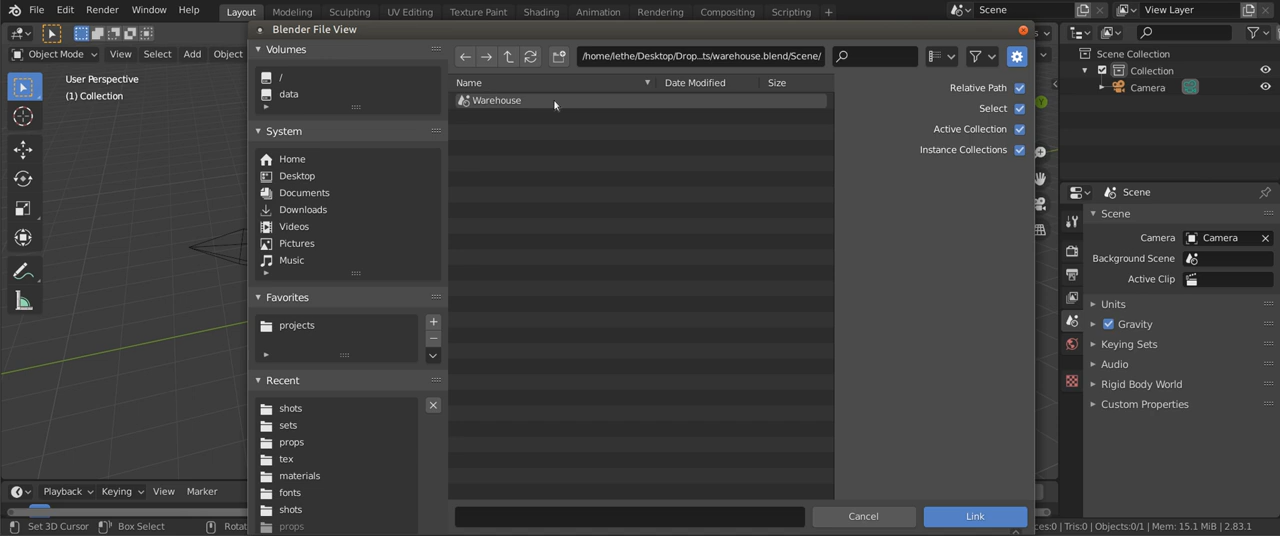 File Edit Render Window Help Layout Modeling Sculpting UV Editing Texture Paint Shading Animation Rendering Compositing Scripting + Scene View Layer
Blender File View
Object Mode View Select Add Object
User Perspective
(1) Collection
Volumes
/
data
System
Home
Desktop
Documents
Downloads
Videos
Pictures
Music
Favorites
projects
Recent
shots
sets
props
tex
materials
fonts
shots
props
/home/lethe/Desktop/Drop...ts/warehouse.blend/Scene/
Name Date Modified Size
Warehouse
Relative Path
Select
Active Collection
Instance Collections
Cancel Link
Scene Collection
Collection
Camera
Scene
Scene
Camera Camera
Background Scene
Active Clip
Units
Gravity
Keying Sets
Audio
Rigid Body World
Custom Properties
Playback Keying View Marker
Set 3D Cursor Box Select Rotat
ces:0 | Tris:0 | Objects:0/1 | Mem: 15.1 MiB | 2.83.1